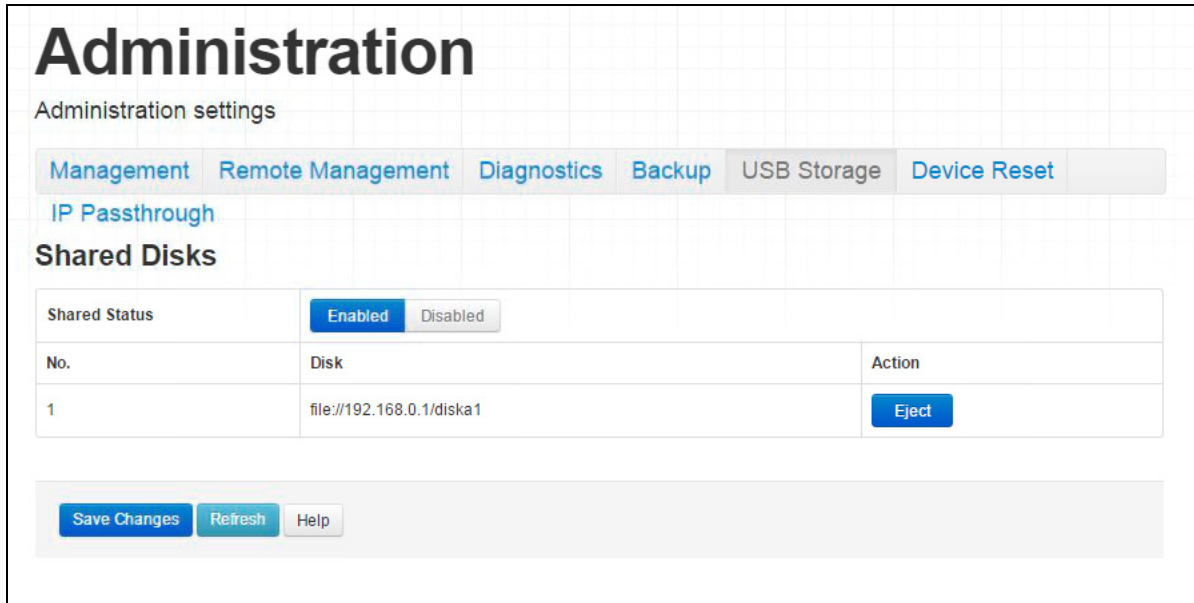 Administration
Administration settings
Management Remote Management Diagnostics Backup USB Storage Device Reset
IP Passthrough
Shared Disks
Shared Status Enabled Disabled
No. Disk Action
1 file://192.168.0.1/diska1 Eject
Save Changes Refresh Help